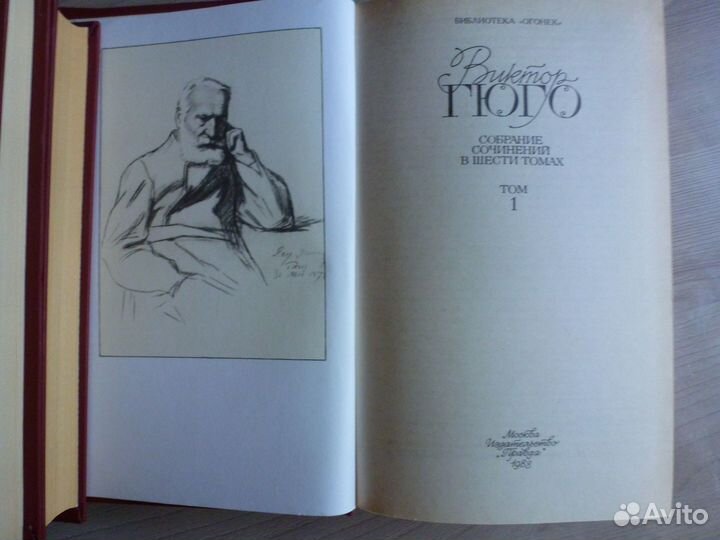 БИБЛИОТЕКА «ОГОНЕК»
Виктор
ГЮГО
СОБРАНИЕ
СОЧИНЕНИЙ
В ШЕСТИ ТОМАХ
ТОМ
1
Москва
Издательство
„Правда“
1988
Avito